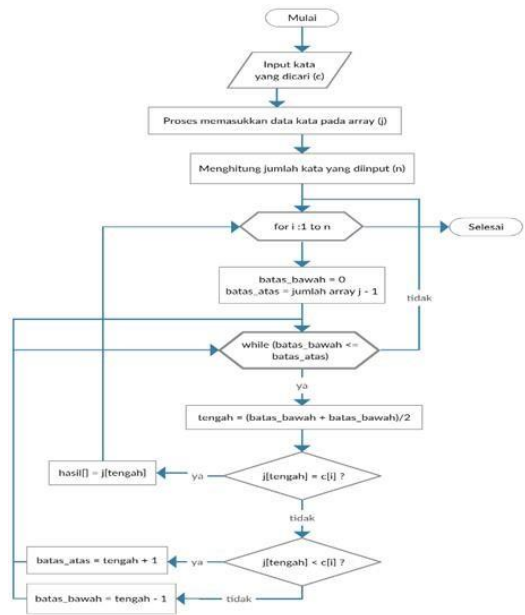 Mulai
Input kata
yang dicari (c)
Proses memasukkan data kata pada array (j)
Menghitung jumlah kata yang diinput (n)
for i :1 to n
Selesai
batas_bawah = 0
batas_atas = jumlah array j - 1
tidak
while (batas_bawah <=
batas_atas)
ya
tengah = (batas_bawah + batas_bawah)/2
hasil[] = j[tengah]
ya
j[tengah] = c[i] ?
tidak
batas_atas = tengah + 1
ya
j[tengah] < c[i] ?
batas_bawah = tengah - 1
tidak